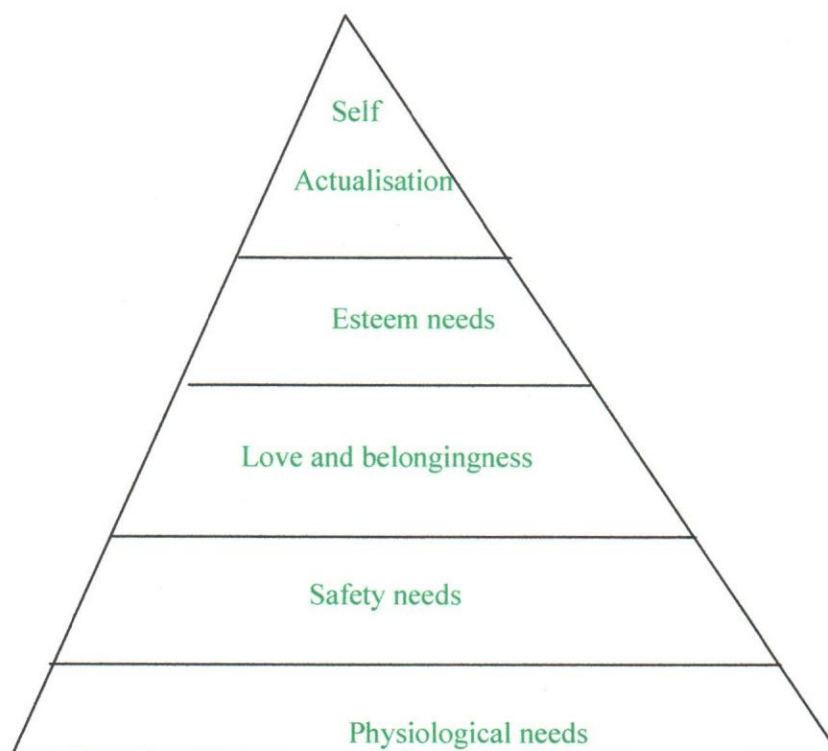 Self
Actualisation
Esteem needs
Love and belongingness
Safety needs
Physiological needs